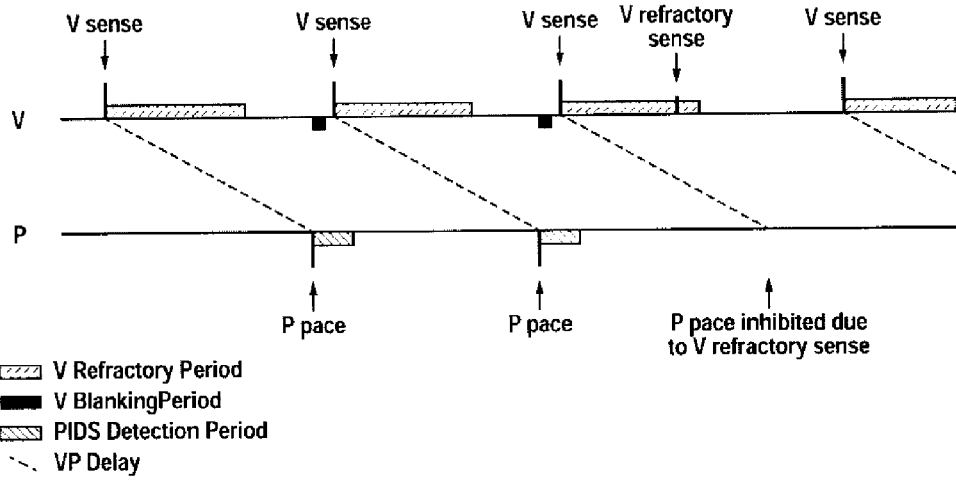 V sense
V sense
V sense
V refractory
sense
V sense
V
P
P pace
P pace
P pace inhibited due
to V refractory sense
V Refractory Period
V BlankingPeriod
PIDS Detection Period
VP Delay